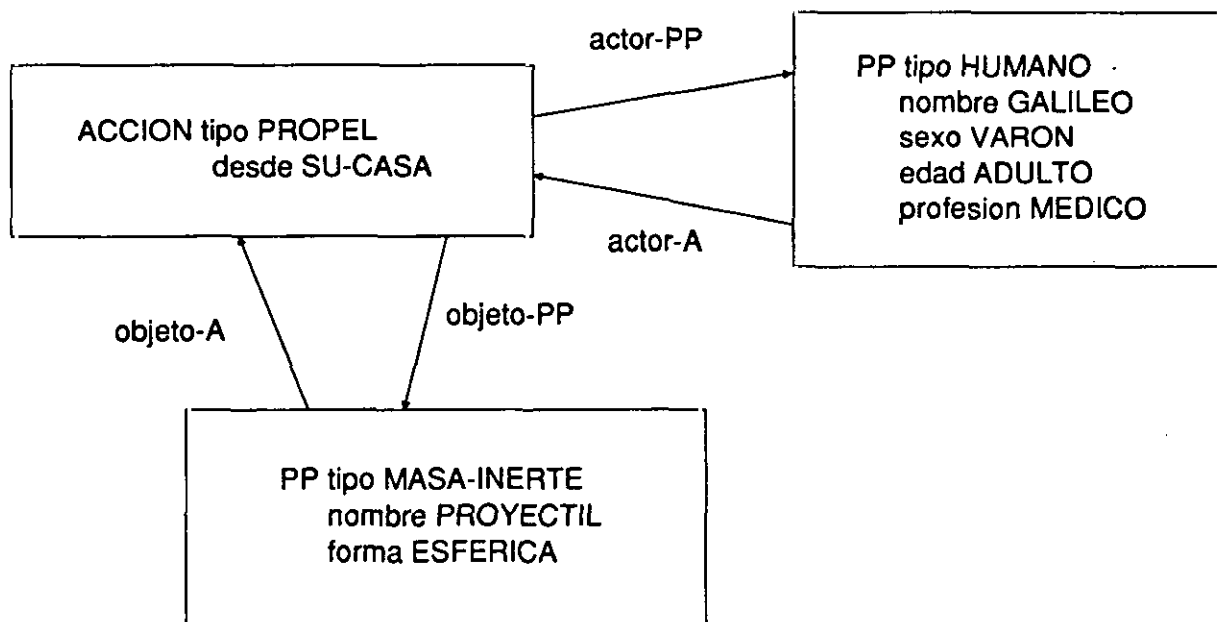 actor-PP
ACCION tipo PROPEL
desde SU-CASA
PP tipo HUMANO
nombre GALILEO
sexo VARON
edad ADULTO
profesion MEDICO
actor-A
objeto-A
objeto-PP
PP tipo MASA-INERTE
nombre PROYECTIL
forma ESFERICA